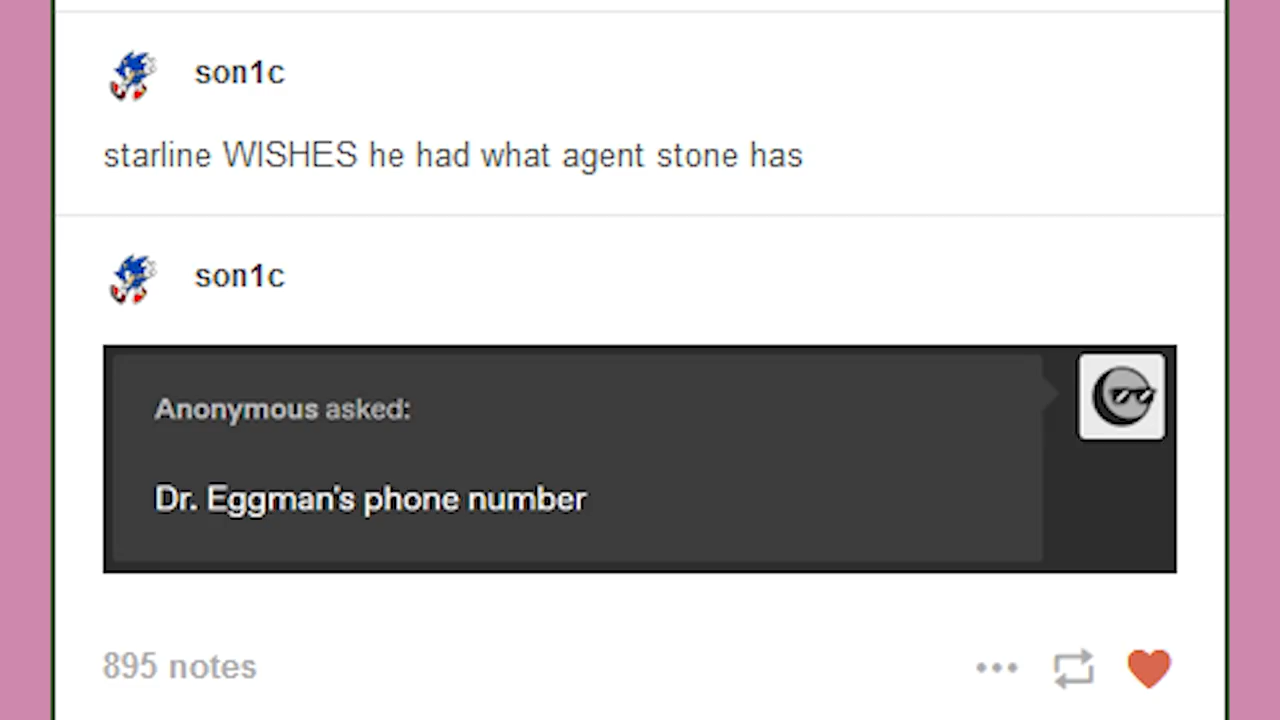 son1c
starline WISHES he had what agent stone has
son1c
Anonymous asked:
Dr. Eggman's phone number
895 notes